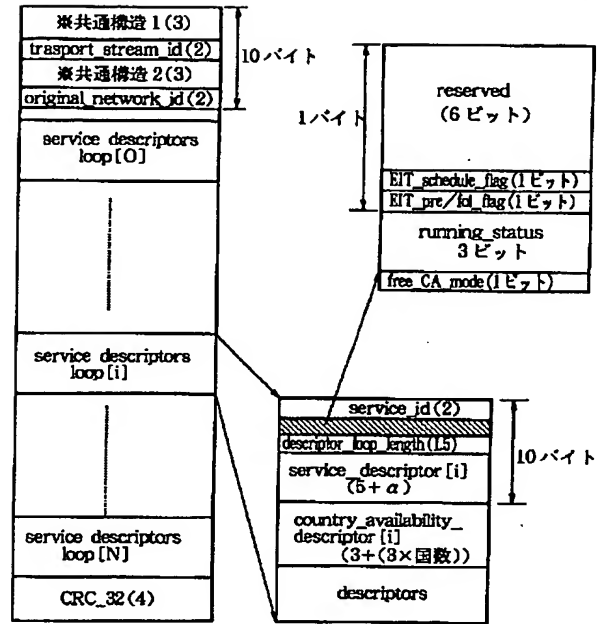 ※共通構造1(3)
trasport_stream_id(2)
※共通構造2(3)
original_network_id(2)
10バイト
service descriptors
loop[0]
service descriptors
loop[i]
service descriptors
loop[N]
CRC_32(4)
1バイト
reserved
(6ビット)
EIT_schedule_flag(1ビット)
EIT_pre/fol_flag(1ビット)
running_status
3ビット
free_CA_mode(1ビット)
service_id(2)
descriptor_loop_length(1.5)
service_descriptor[i]
(5+α)
10バイト
country_availability_
descriptor[i]
(3+(3×国数))
descriptors